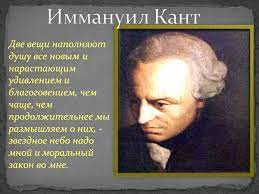 Иммануил Кант
Две вещи наполняют
душу все новым и
нарастающим
удивлением и
благоговением, чем
чаще, чем
продолжительнее мы
размышляем о них, -
звездное небо надо
мной и моральный
закон во мне.